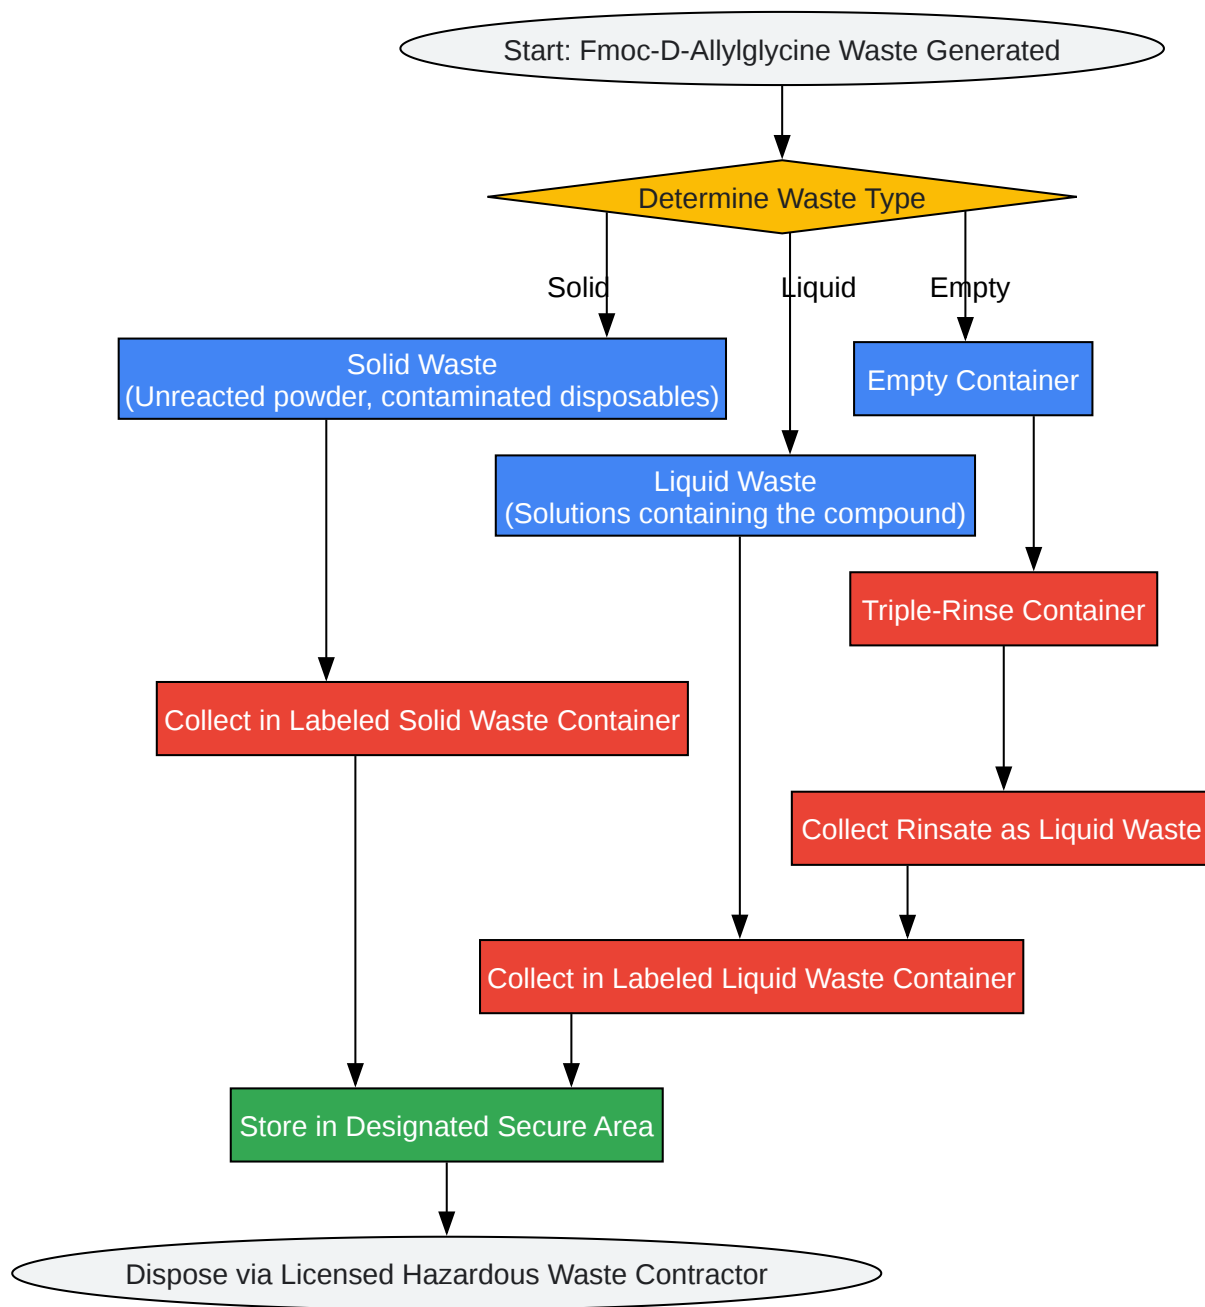 Start: Fmoc-D-Allylglycine Waste Generated
Determine Waste Type
Solid
Liquid
Empty
Solid Waste
(Unreacted powder, contaminated disposables)
Empty Container
Liquid Waste
(Solutions containing the compound)
Triple-Rinse Container
Collect in Labeled Solid Waste Container
Collect Rinsate as Liquid Waste
Collect in Labeled Liquid Waste Container
Store in Designated Secure Area
Dispose via Licensed Hazardous Waste Contractor